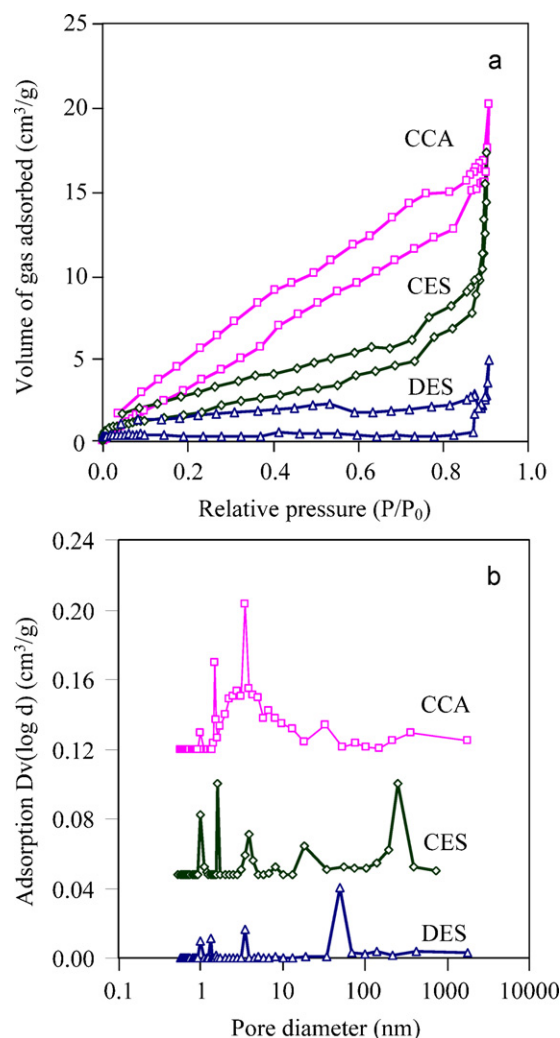 a
25
20
15
10
5
0
Volume of gas adsorbed (cm³/g)
CCA
CES
DES
0.0 0.2 0.4 0.6 0.8 1.0
Relative pressure (P/P₀)
b
0.24
0.20
0.16
0.12
0.08
0.04
0.00
Adsorption Dv(log d) (cm³/g)
CCA
CES
DES
0.1 1 10 100 1000 10000
Pore diameter (nm)